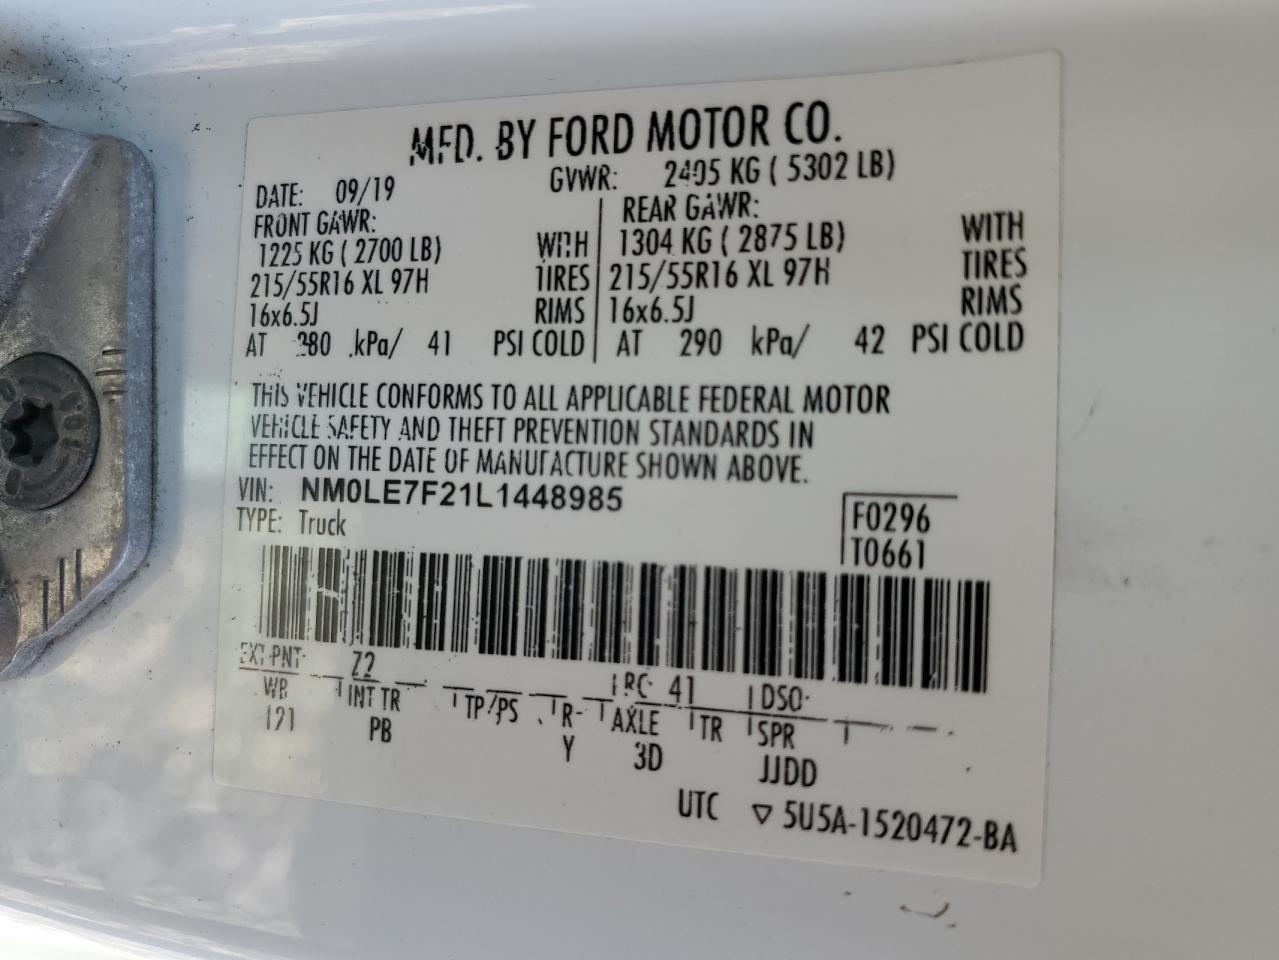 MFD. BY FORD MOTOR CO.
DATE: 09/19 GVWR: 2405 KG ( 5302 LB)
FRONT GAWR: REAR GAWR:
1225 KG ( 2700 LB) WITH 1304 KG ( 2875 LB) WITH
215/55R16 XL 97H TIRES 215/55R16 XL 97H TIRES
16x6.5J RIMS 16x6.5J RIMS
AT 280 kPa/ 41 PSI COLD AT 290 kPa/ 42 PSI COLD
THIS VEHICLE CONFORMS TO ALL APPLICABLE FEDERAL MOTOR
VEHICLE SAFETY AND THEFT PREVENTION STANDARDS IN
EFFECT ON THE DATE OF MANUFACTURE SHOWN ABOVE.
VIN: NM0LE7F21L1448985
TYPE: Truck
F0296
T0661
EXT PNT: Z2 RC: 41 DSO:
WB INT TR TP/PS R AXLE TR SPR
121 PB Y 3D JJDD
UTC ▽ 5U5A-1520472-BA